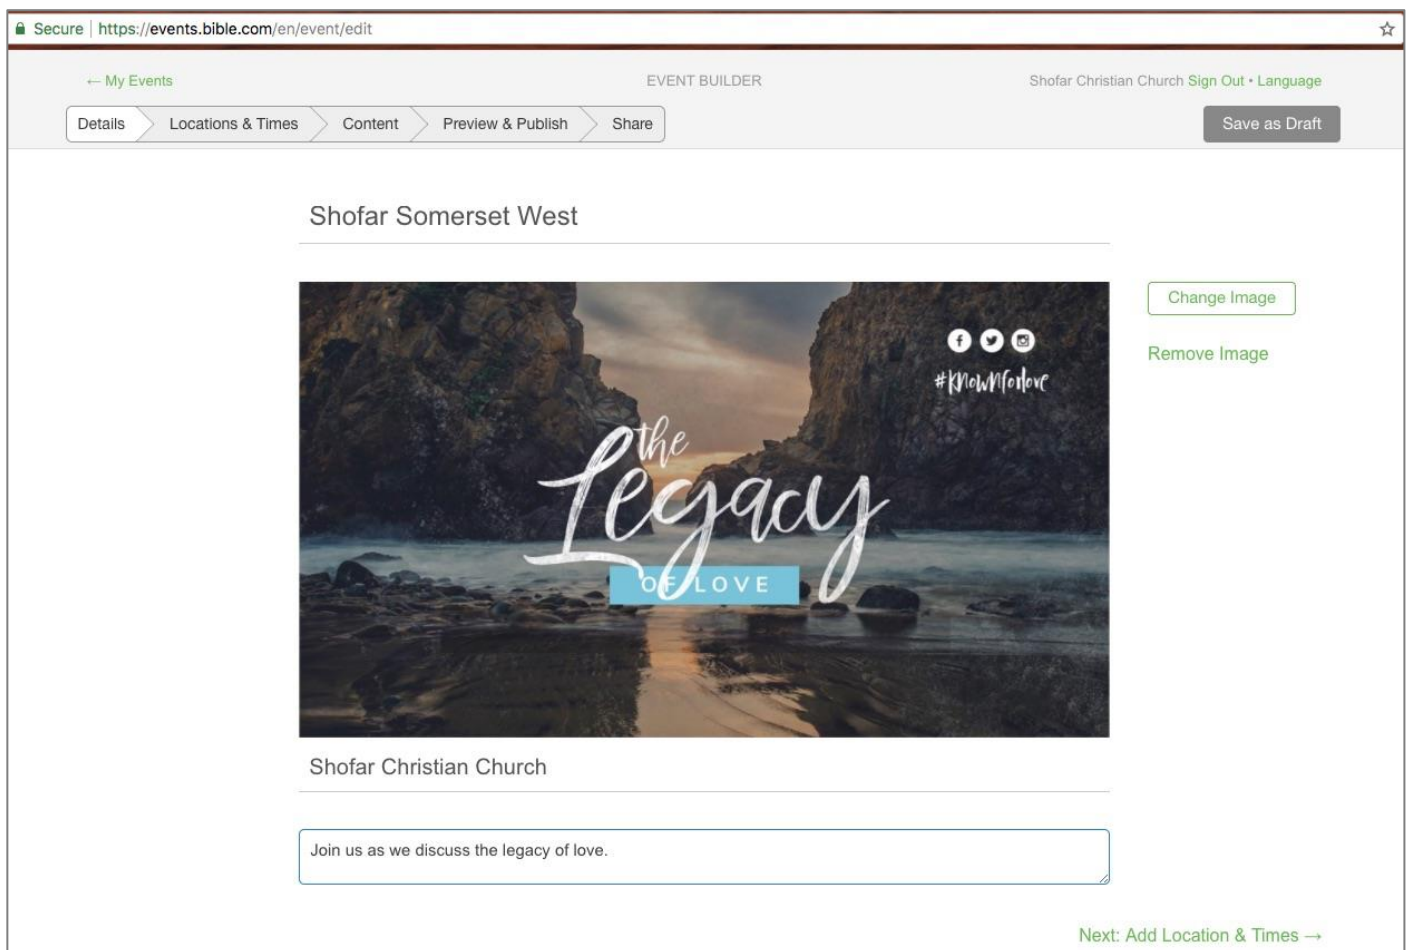 Secure | https://events.bible.com/en/event/edit
← My Events
EVENT BUILDER
Shofar Christian Church Sign Out • Language
Details
Locations & Times
Content
Preview & Publish
Share
Save as Draft
Shofar Somerset West
Change Image
Remove Image
#knownforlove
the
Legacy
OF LOVE
Shofar Christian Church
Join us as we discuss the legacy of love.
Next: Add Location & Times →